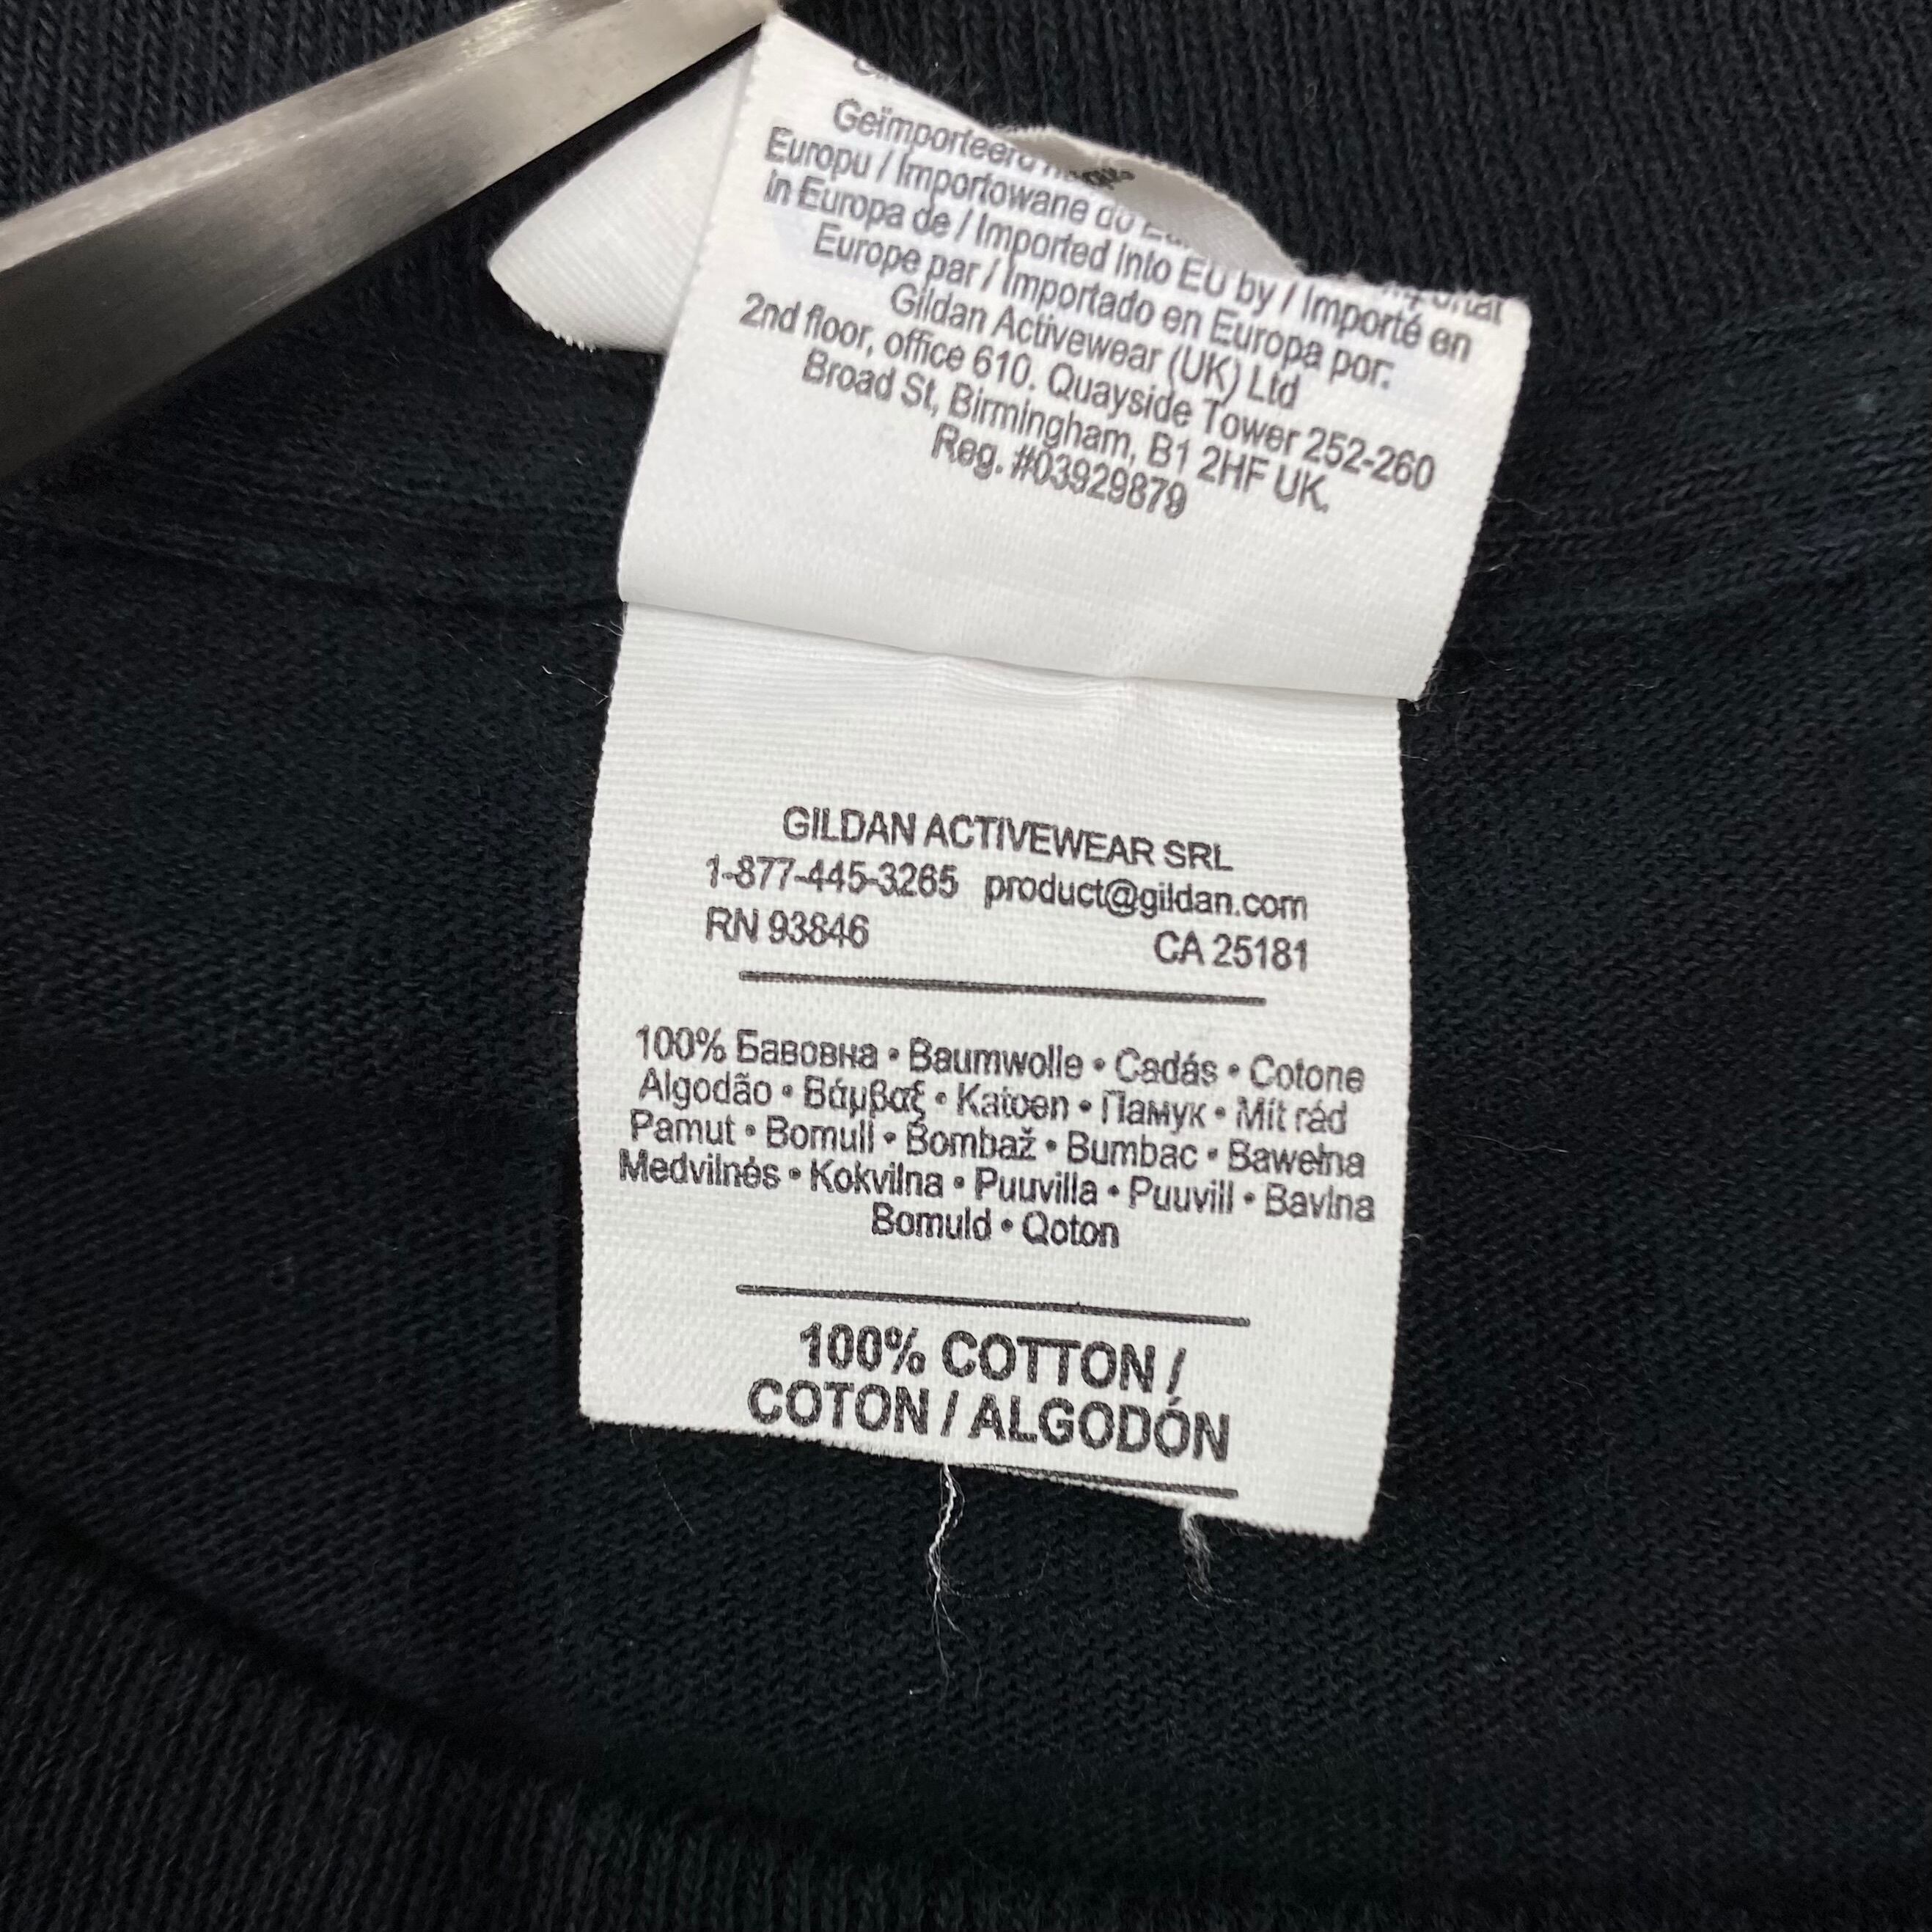 Geïmporteerd
Europu / Importowane do
in Europa de / Imported into EU by / Importé en
Europe par / Importado en Europa por:
Gildan Activewear (UK) Ltd
2nd floor, office 610. Quayside Tower 252-260
Broad St, Birmingham, B1 2HF UK.
Reg. #03929879
GILDAN ACTIVEWEAR SRL
1-877-445-3265 product@gildan.com
RN 93846 CA 25181
100% Бавовна • Baumwolle • Cadás • Cotone
Algodão • Βάμβαξ • Katoen • Памук • Mít rád
Pamut • Bomull • Bombaž • Bumbac • Bawełna
Medvilnės • Kokvilna • Puuvilla • Puuvill • Bavlna
Bomuld • Qoton
100% COTTON /
COTON / ALGODÓN